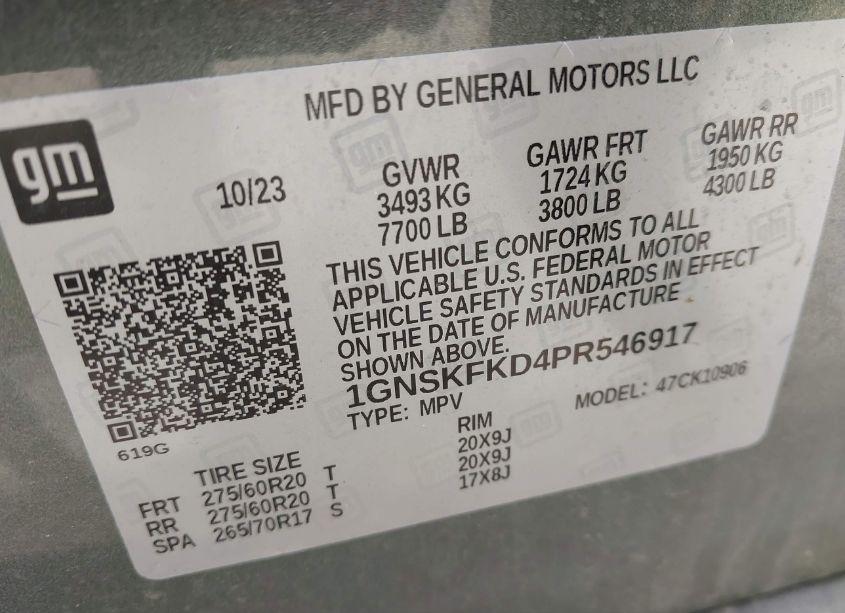 MFD BY GENERAL MOTORS LLC
gm
10/23
GVWR
3493 KG
7700 LB
GAWR FRT
1724 KG
3800 LB
GAWR RR
1950 KG
4300 LB
THIS VEHICLE CONFORMS TO ALL
APPLICABLE U.S. FEDERAL MOTOR
VEHICLE SAFETY STANDARDS IN EFFECT
ON THE DATE OF MANUFACTURE
SHOWN ABOVE.
1GNSKFKD4PR546917
TYPE: MPV
MODEL: 47CK10906
619G
TIRE SIZE
RIM
FRT 275/60R20 T 20X9J
RR 275/60R20 T 20X9J
SPA 265/70R17 S 17X8J